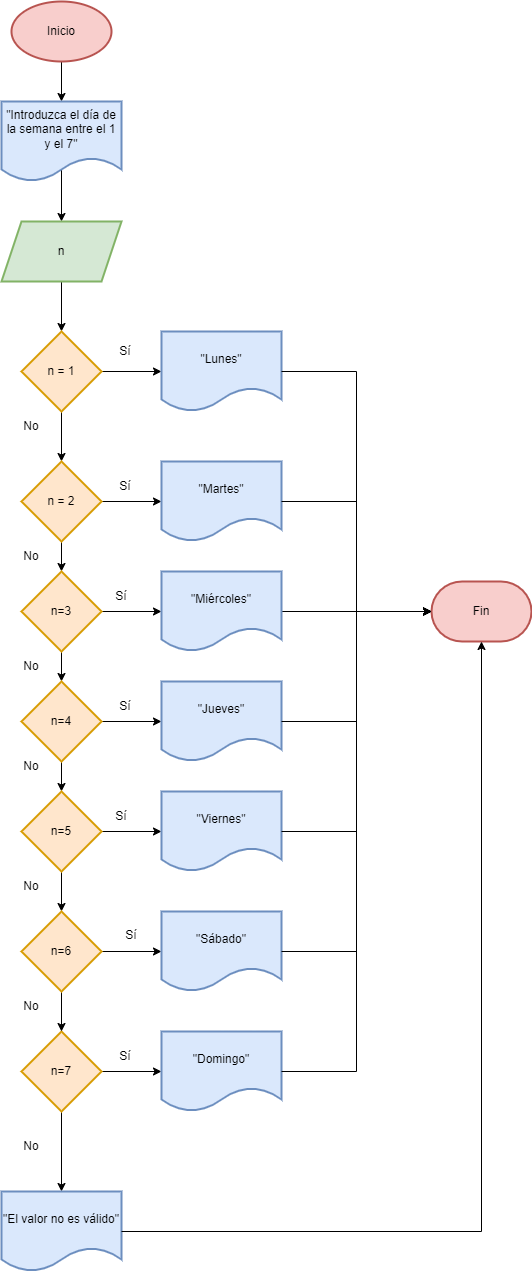 Inicio
"Introduzca el día de
la semana entre el 1
y el 7"
n
n = 1
Sí
"Lunes"
No
n = 2
Sí
"Martes"
No
n=3
Sí
"Miércoles"
Fin
No
n=4
Sí
"Jueves"
No
n=5
Sí
"Viernes"
No
n=6
Sí
"Sábado"
No
n=7
Sí
"Domingo"
No
"El valor no es válido"